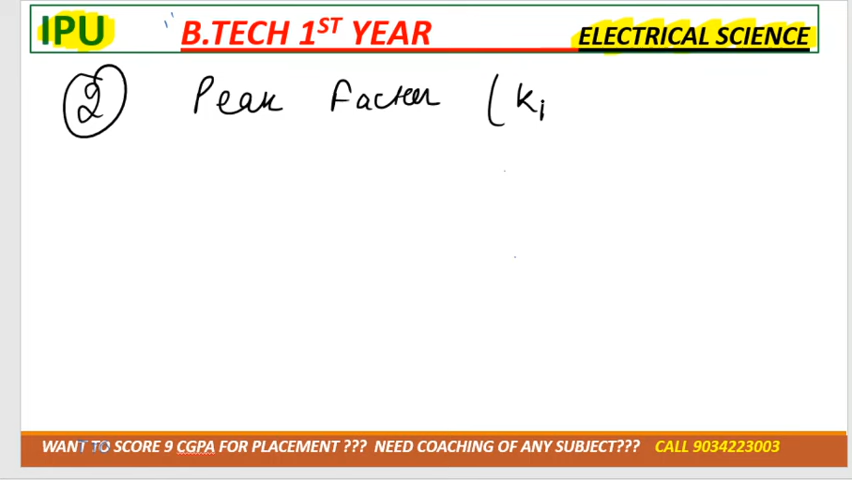 IPU B.TECH 1ST YEAR ELECTRICAL SCIENCE
2 Peak Factor (K
WANT TO SCORE 9 CGPA FOR PLACEMENT ??? NEED COACHING OF ANY SUBJECT??? CALL 9034223003